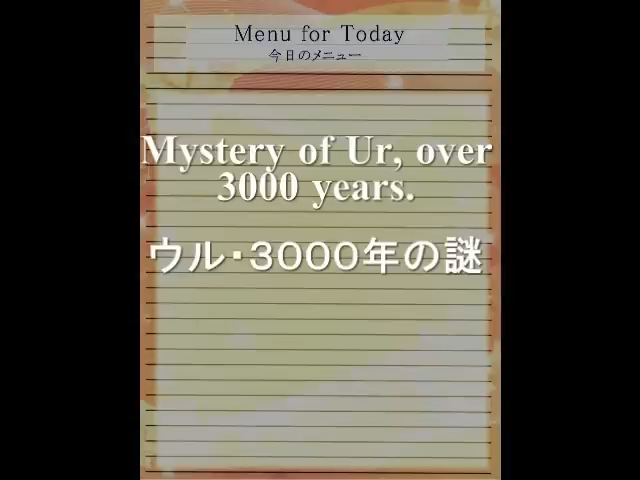 Menu for Today
今日のメニュー
Mystery of Ur, over
3000 years.
ウル・３０００年の謎